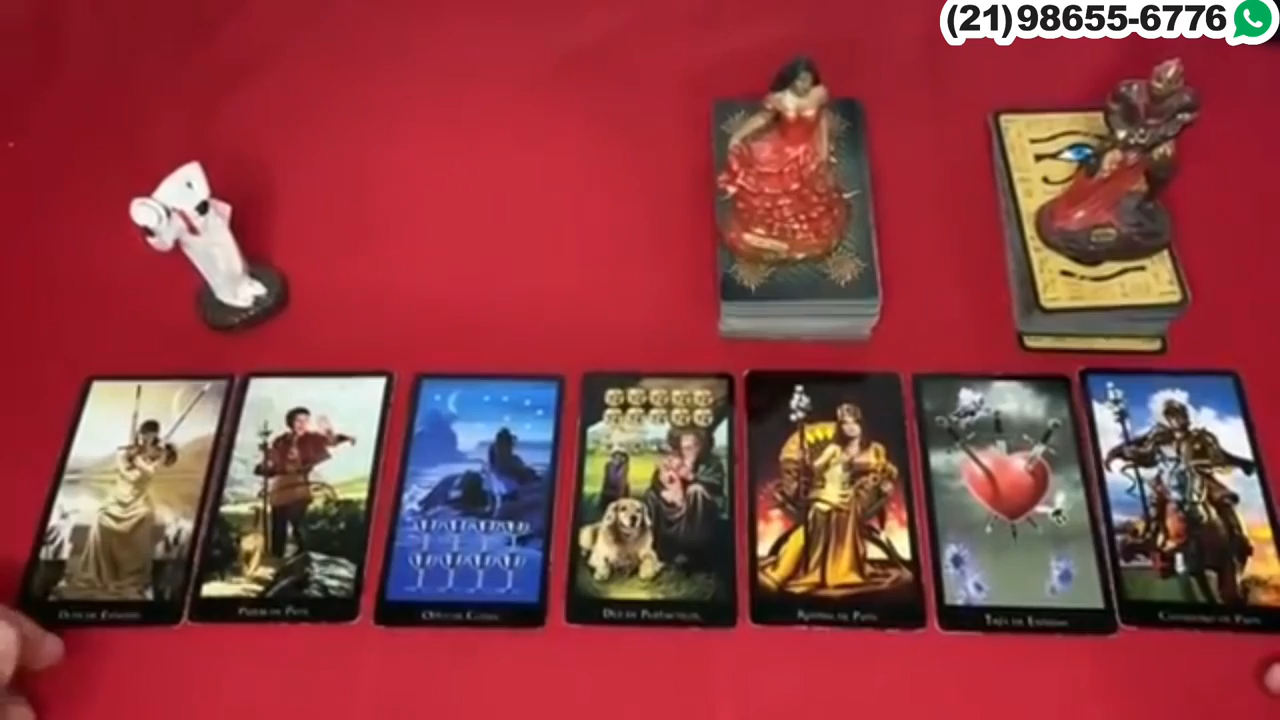 (21)98655-6776
Dois de Espadas
Pajem de Paus
Oito de Copas
Dez de Pentáculos
Rainha de Paus
Três de Espadas
Cavaleiro de Paus